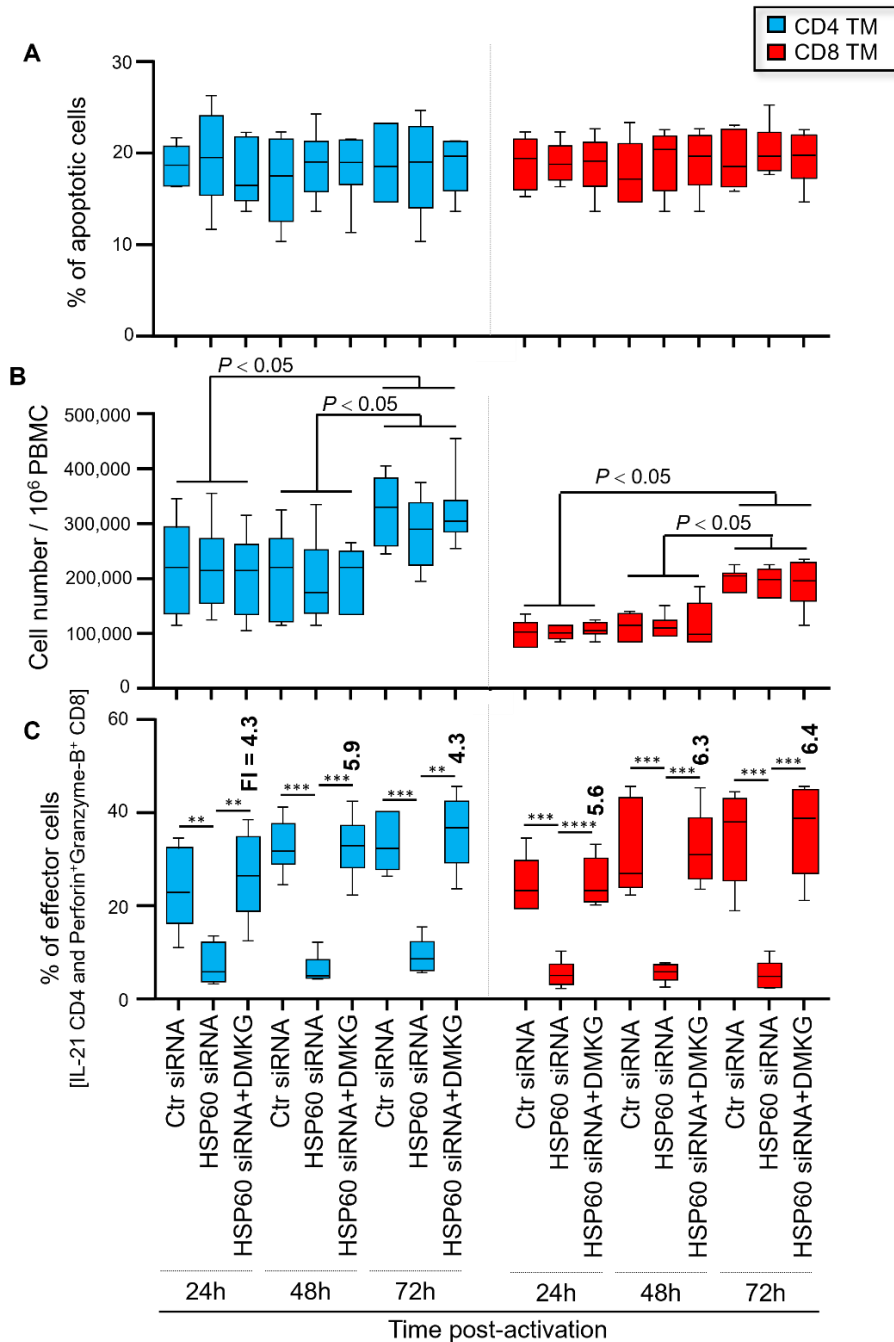 CD4 TM
CD8 TM
A
% of apoptotic cells
30
20
10
0
B
Cell number / 10⁶ PBMC
500,000
400,000
300,000
200,000
100,000
0
P < 0.05
P < 0.05
P < 0.05
P < 0.05
C
% of effector cells
[IL-21 CD4 and Perforin⁺Granzyme-B⁺ CD8]
60
40
20
0
** ** FI = 4.3
*** *** 5.9
*** ** 4.3
*** **** 5.6
*** *** 6.3
*** *** 6.4
Ctr siRNA
HSP60 siRNA
HSP60 siRNA+DMKG
Ctr siRNA
HSP60 siRNA
HSP60 siRNA+DMKG
Ctr siRNA
HSP60 siRNA
HSP60 siRNA+DMKG
Ctr siRNA
HSP60 siRNA
HSP60 siRNA+DMKG
Ctr siRNA
HSP60 siRNA
HSP60 siRNA+DMKG
Ctr siRNA
HSP60 siRNA
HSP60 siRNA+DMKG
24h 48h 72h 24h 48h 72h
Time post-activation